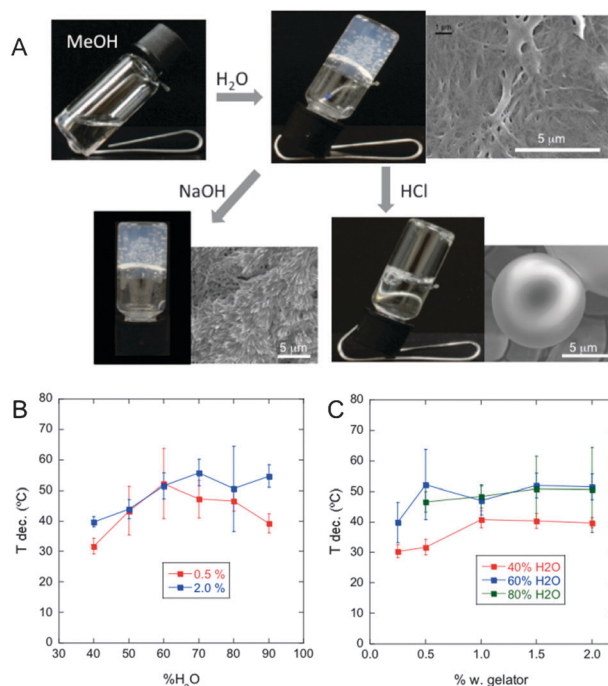 A
MeOH
H₂O
1 μm
5 μm
NaOH
HCl
5 μm
5 μm
B
T dec. (ºC)
80
70
60
50
40
30
20
10
0
0.5 %
2.0 %
30 40 50 60 70 80 90 100
%H₂O
C
T dec. (ºC)
80
70
60
50
40
30
20
10
0
40% H2O
60% H2O
80% H2O
0.0 0.5 1.0 1.5 2.0
% w. gelator